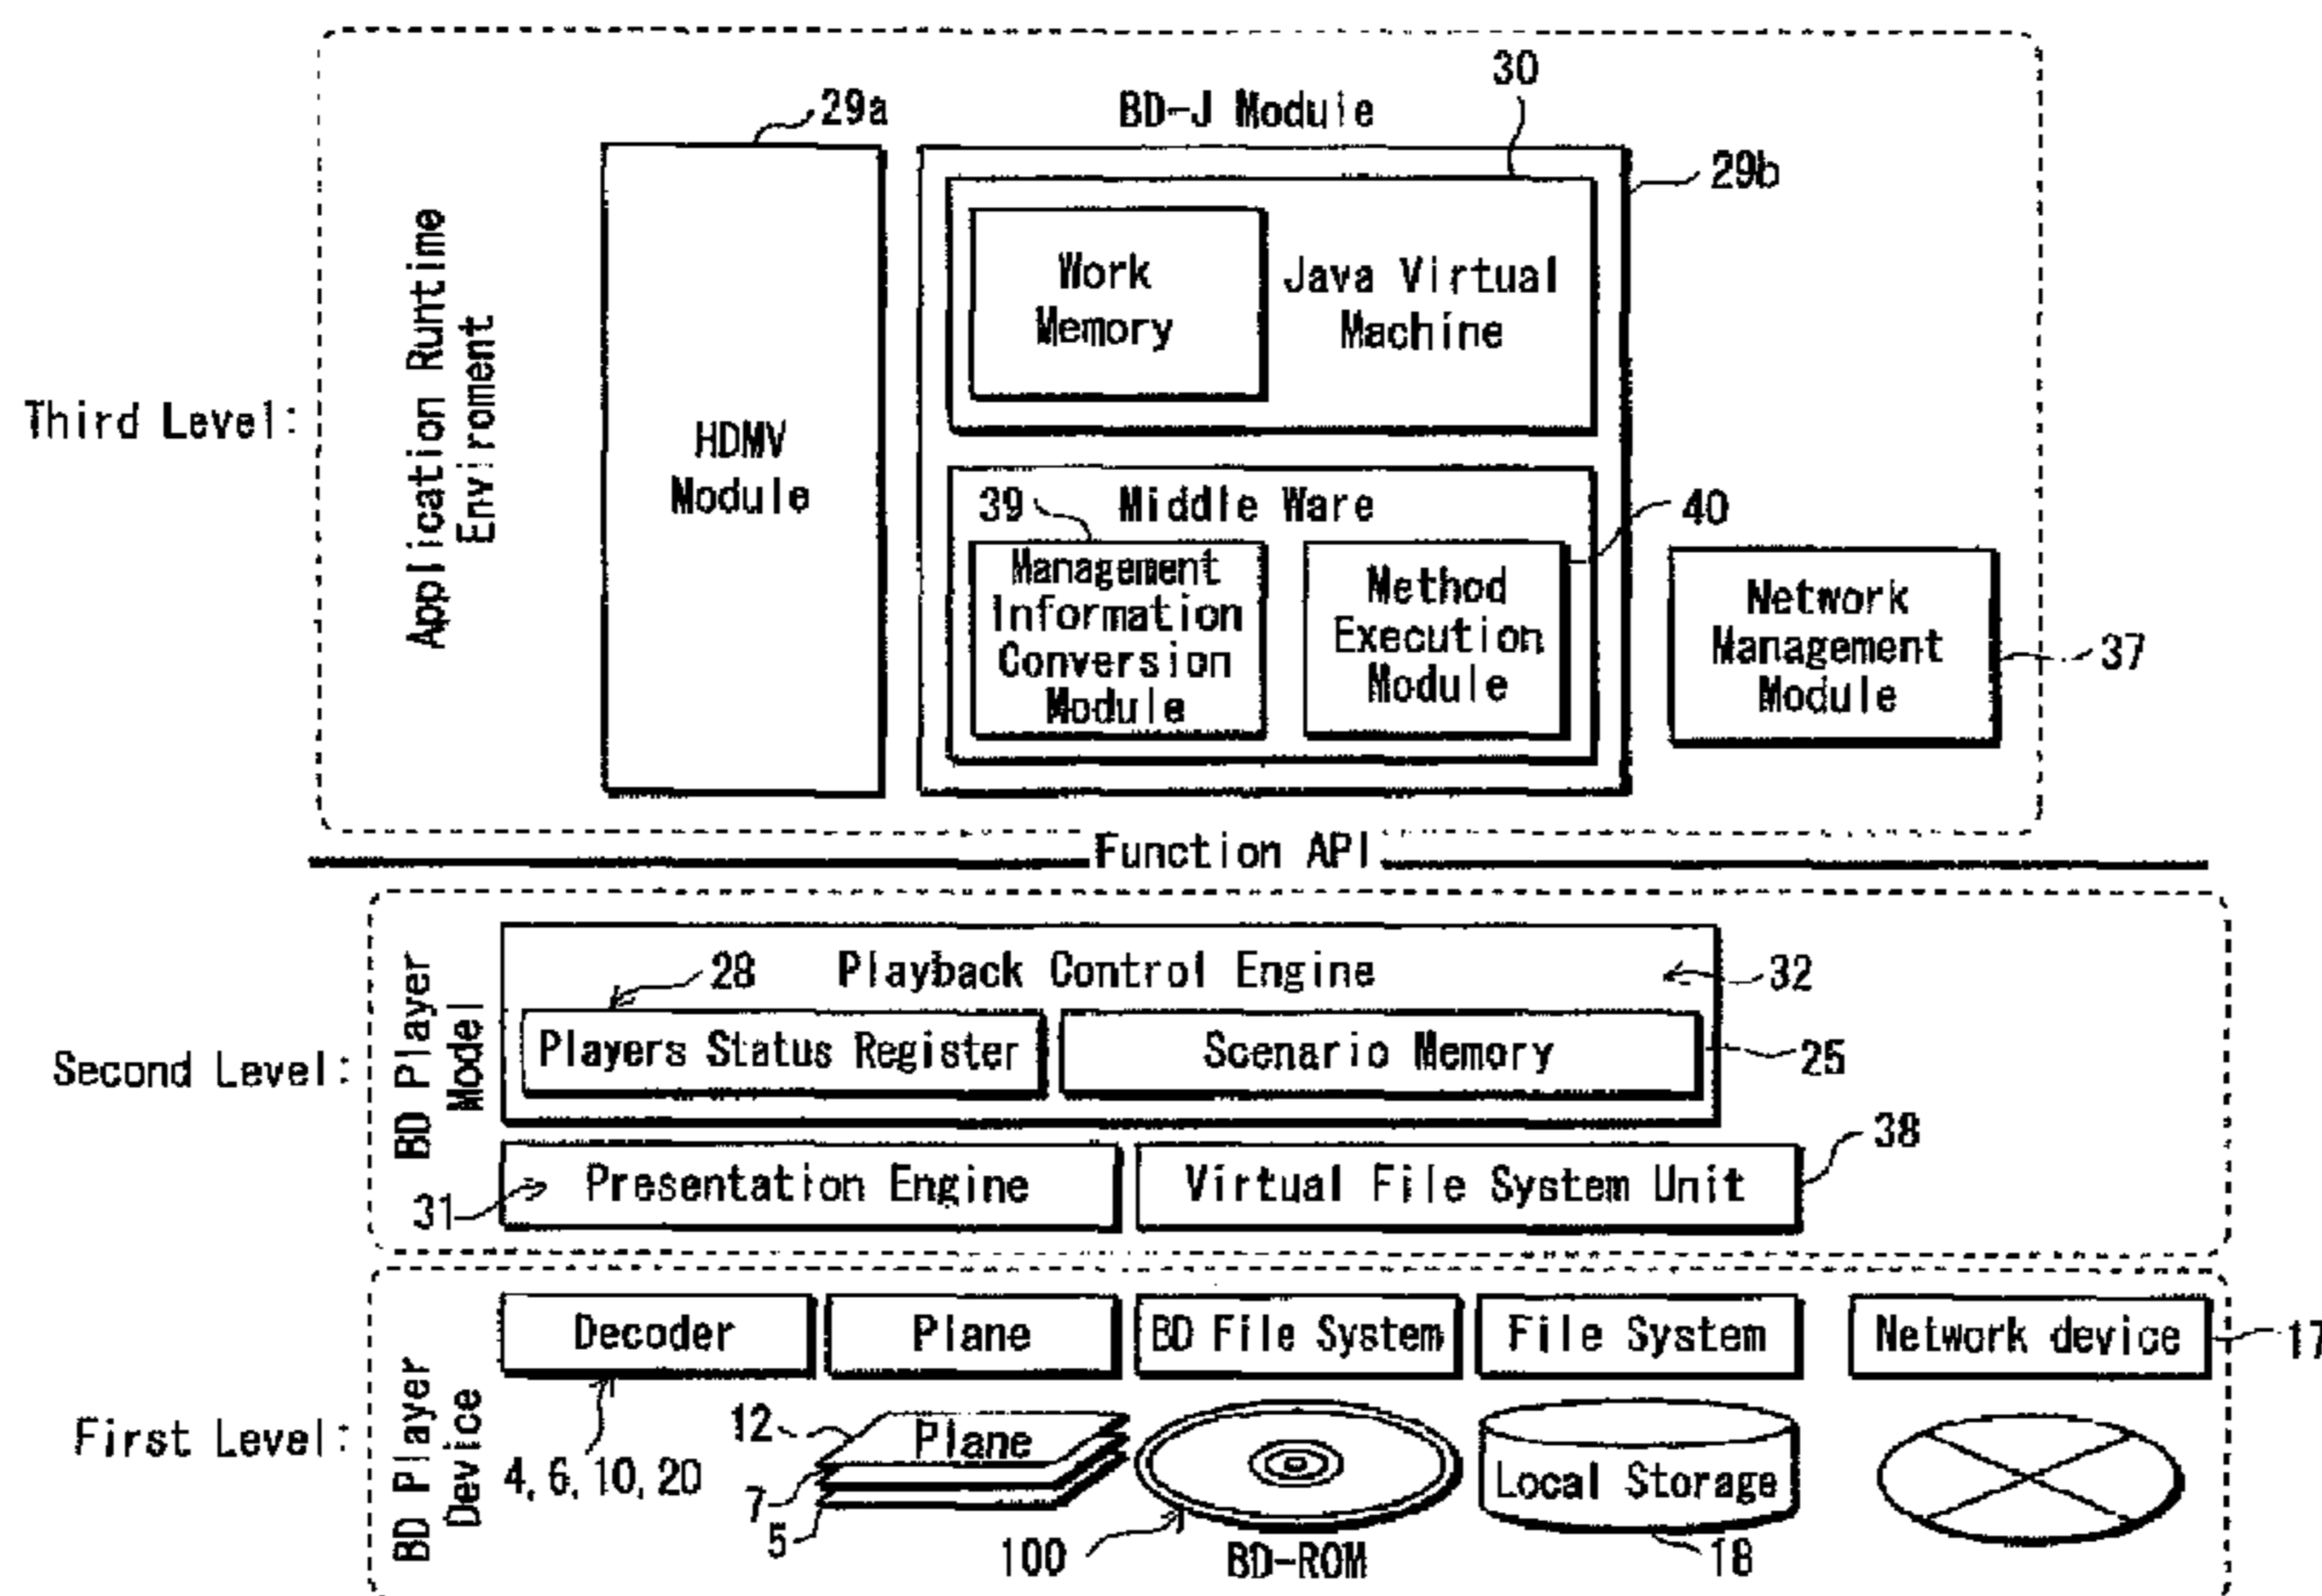 30
29a
BD-J Module
29b
Work
Memory
Java Virtual
Machine
Application Runtime
Enviroment
Third Level:
HDMV
Module
39
Middle Ware
40
Management
Information
Conversion
Module
Method
Execution
Module
Network
Management
Module
37
Function API
BD Player
Model
28
Playback Control Engine
32
Second Level:
Players Status Register
Scenario Memory
25
38
31
Presentation Engine
Virtual File System Unit
Decoder
Plane
BD File System
File System
Network device
17
BD Player
Device
First Level:
12
Plane
4, 6, 10, 20
7
5
Local Storage
100
BD-ROM
18